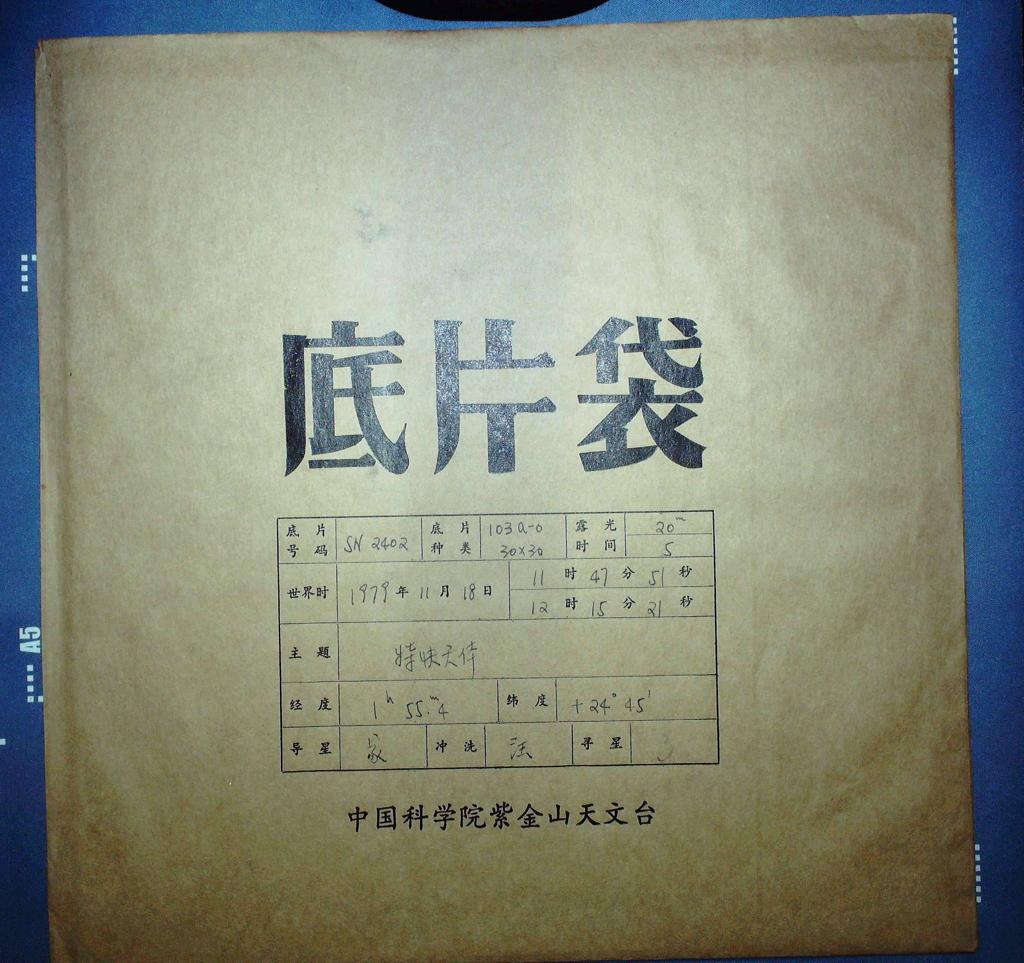 底片袋
底片号码 SN 2402 底片种类 103a-0 30×30 露光时间 20m 5
世界时 1979年 11月 18日 11时 47分 51秒
12时 15分 21秒
主题 特殊天体
经度 1h 55.m4 纬度 +24° 45'
导星 冲洗 汪 寻星
中国科学院紫金山天文台
A5